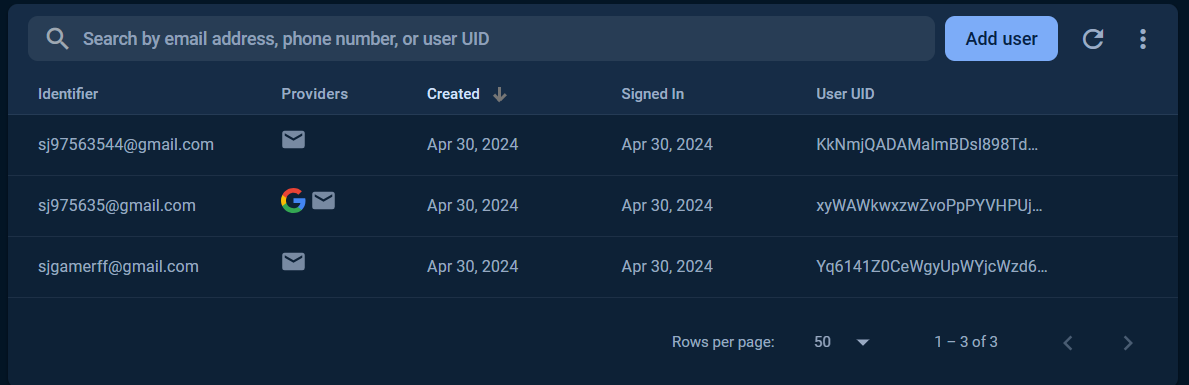 Search by email address, phone number, or user UID Add user
Identifier Providers Created Signed In User UID
sj97563544@gmail.com Apr 30, 2024 Apr 30, 2024 KkNmjQADAMaImBDsI898Td…
sj975635@gmail.com Apr 30, 2024 Apr 30, 2024 xyWAWkwxzwZvoPpPYVHPUj…
sjgamerff@gmail.com Apr 30, 2024 Apr 30, 2024 Yq6141Z0CeWgyUpWYjcWzd6…
Rows per page: 50 1 – 3 of 3